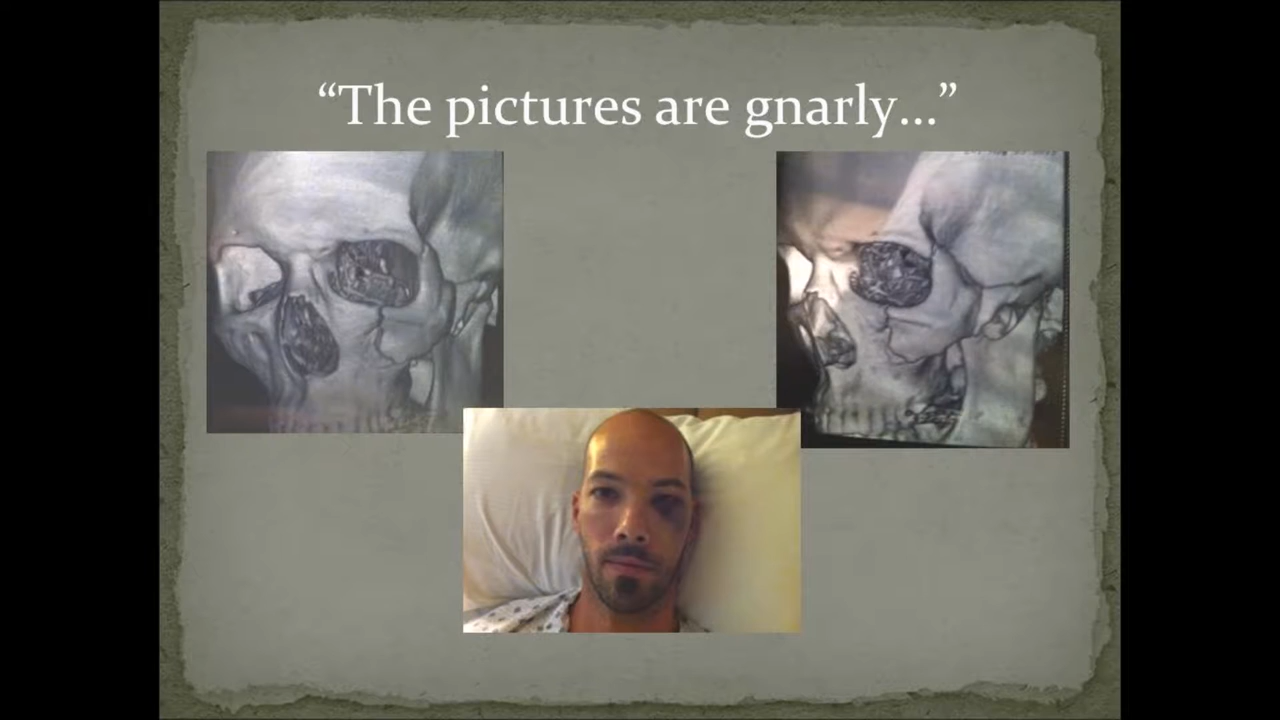 “The pictures are gnarly...”